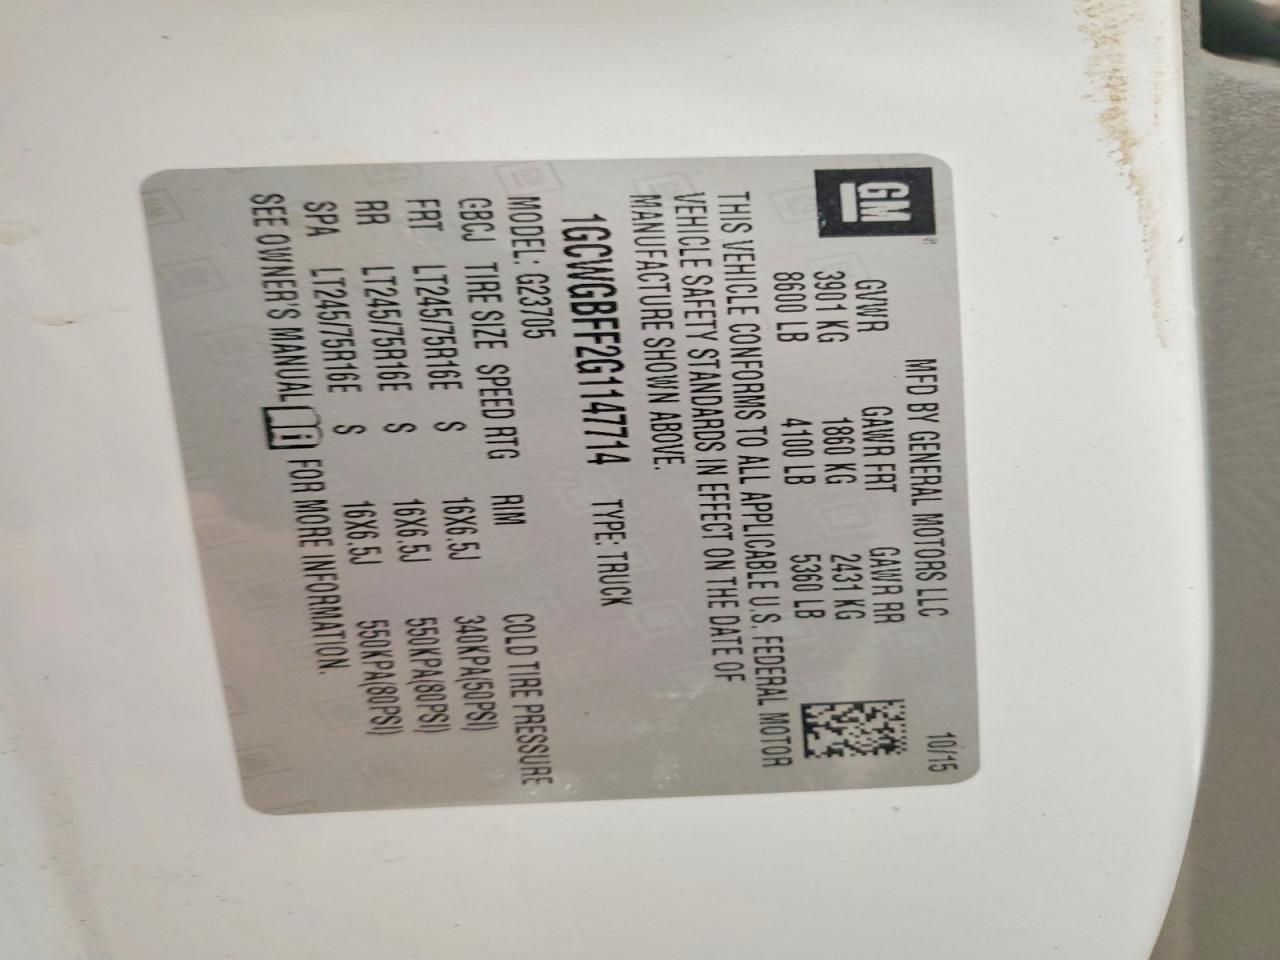 GM®
MFD BY GENERAL MOTORS LLC 10/15
GVWR GAWR FRT GAWR RR
3901 KG 1860 KG 2431 KG
8600 LB 4100 LB 5360 LB
THIS VEHICLE CONFORMS TO ALL APPLICABLE U.S. FEDERAL MOTOR
VEHICLE SAFETY STANDARDS IN EFFECT ON THE DATE OF
MANUFACTURE SHOWN ABOVE.
1GCWGBFF2G1147714 TYPE: TRUCK
MODEL: G23705
GBCJ TIRE SIZE SPEED RTG RIM COLD TIRE PRESSURE
FRT LT245/75R16E S 16X6.5J 340KPA(50PSI)
RR LT245/75R16E S 16X6.5J 550KPA(80PSI)
SPA LT245/75R16E S 16X6.5J 550KPA(80PSI)
SEE OWNER'S MANUAL FOR MORE INFORMATION.